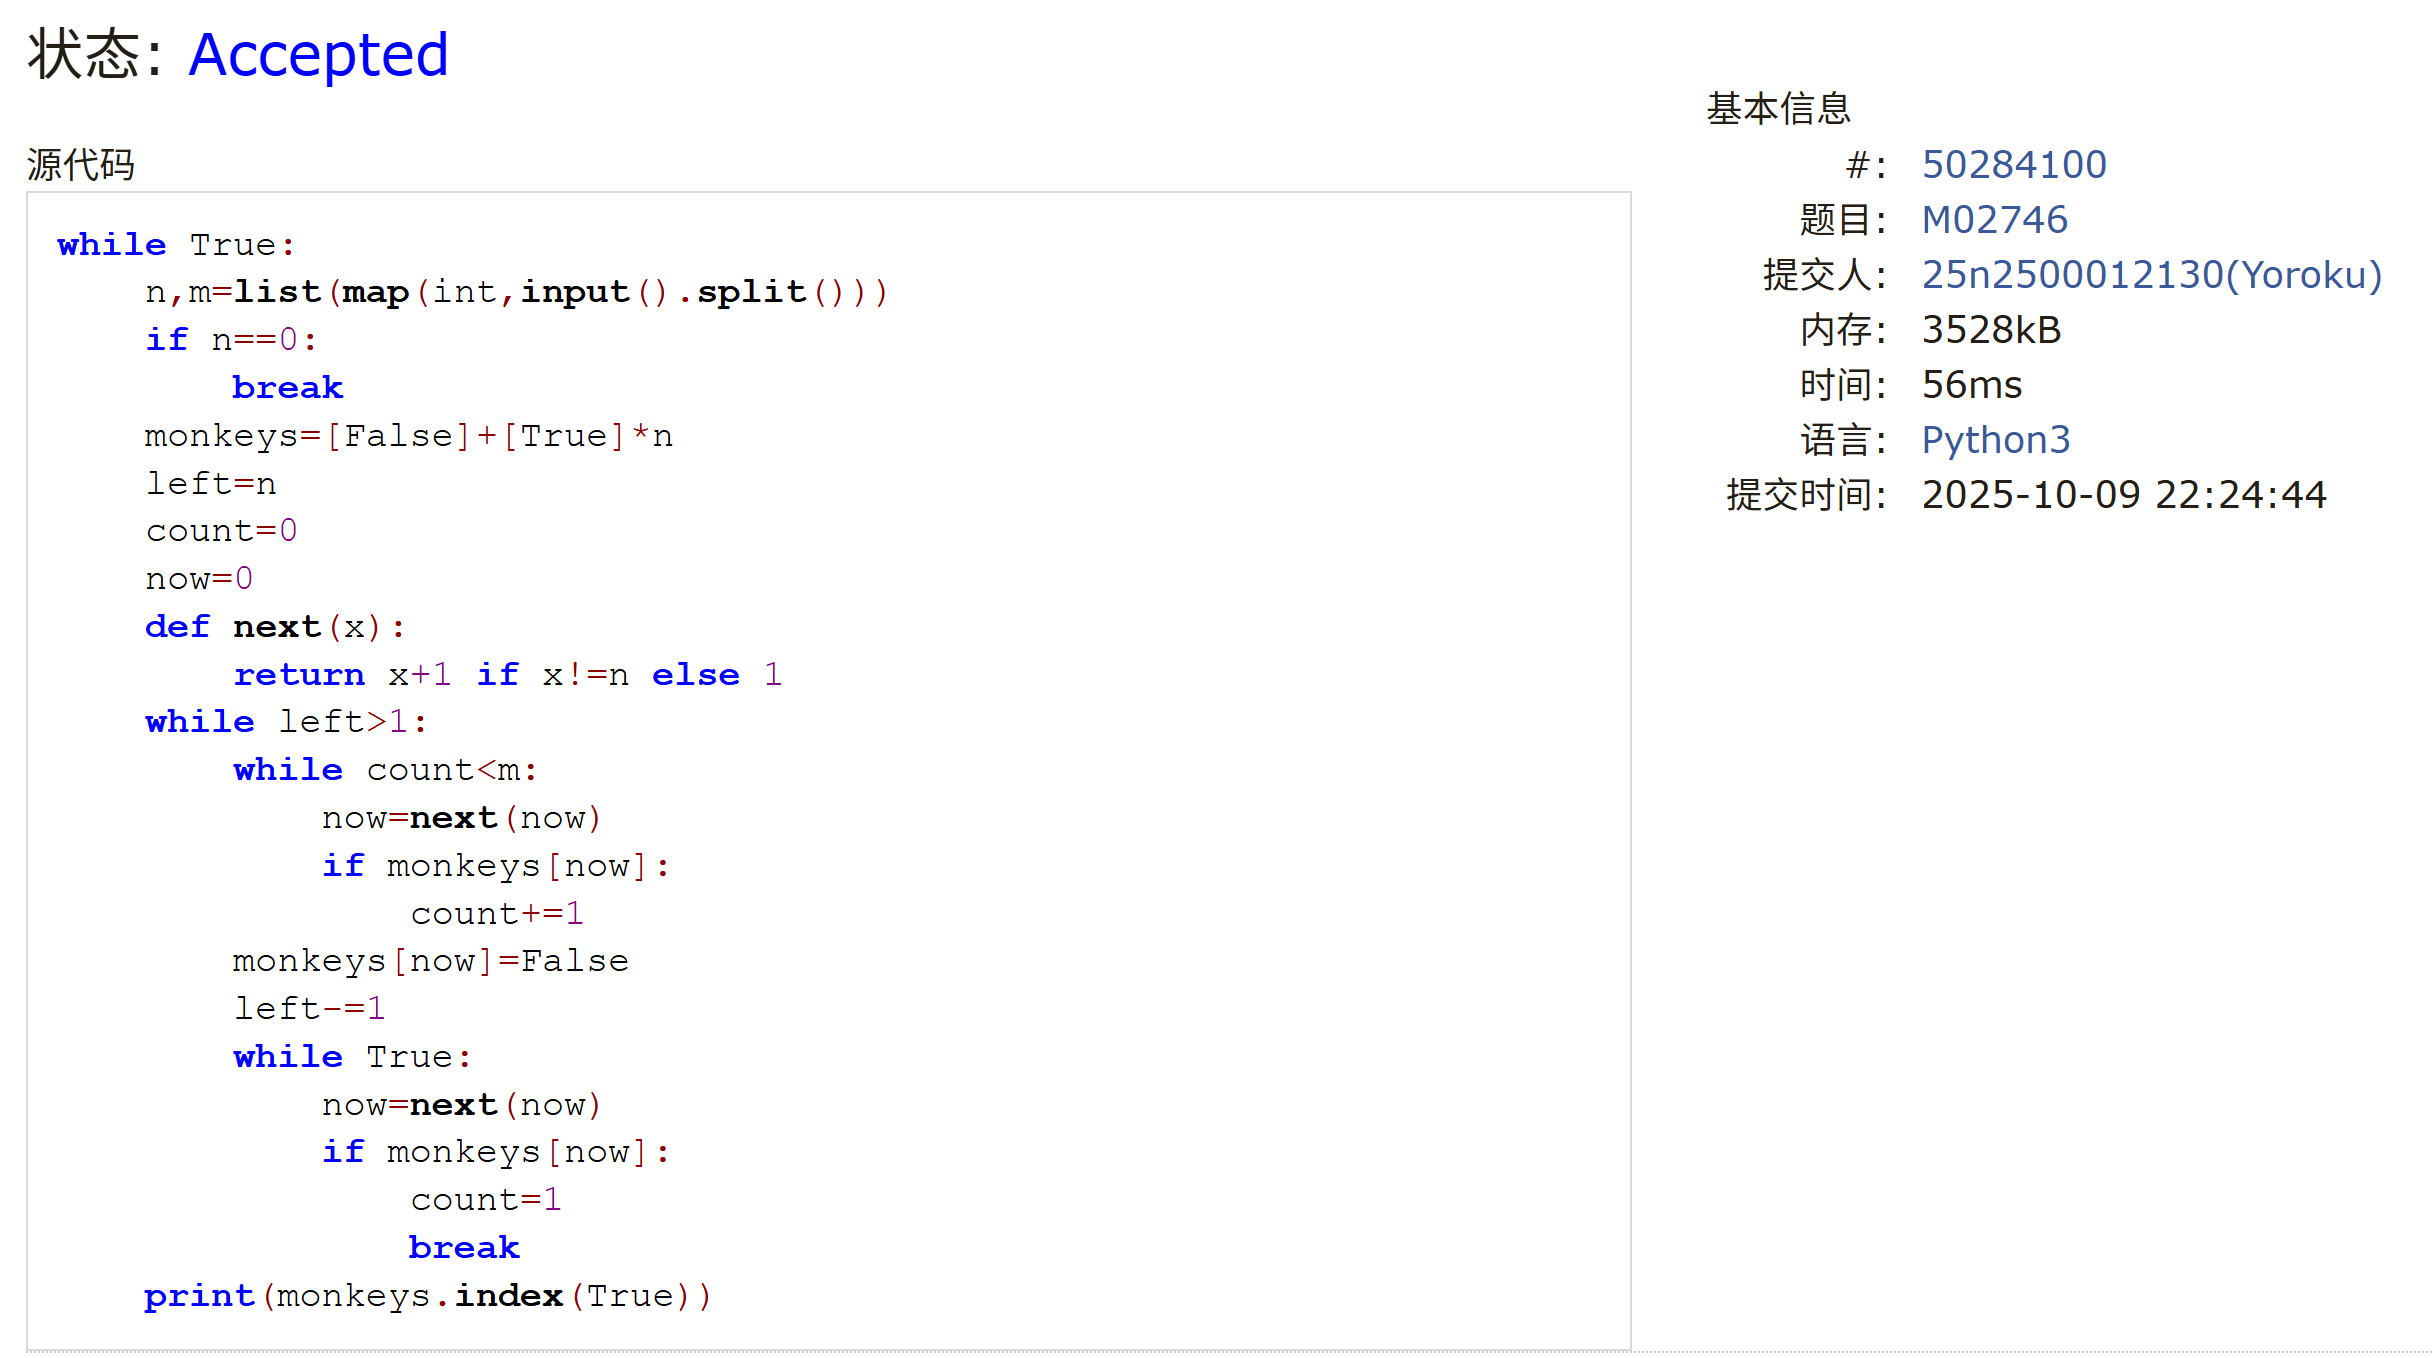 状态: Accepted
源代码
while True:
    n,m=list(map(int,input().split()))
    if n==0:
        break
    monkeys=[False]+[True]*n
    left=n
    count=0
    now=0
    def next(x):
        return x+1 if x!=n else 1
    while left>1:
        while count<m:
            now=next(now)
            if monkeys[now]:
                count+=1
        monkeys[now]=False
        left-=1
        while True:
            now=next(now)
            if monkeys[now]:
                count=1
                break
    print(monkeys.index(True))
基本信息
#: 50284100
题目: M02746
提交人: 25n2500012130(Yoroku)
内存: 3528kB
时间: 56ms
语言: Python3
提交时间: 2025-10-09 22:24:44